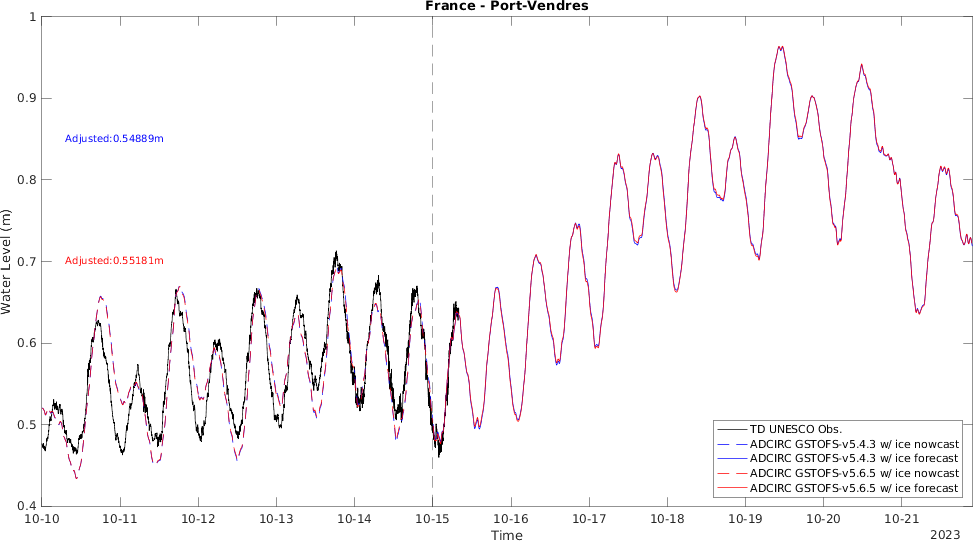 France - Port-Vendres
1
0.9
0.8
0.7
0.6
0.5
0.4
Water Level (m)
Adjusted:0.54889m
Adjusted:0.55181m
TD UNESCO Obs.
ADCIRC GSTOFS-v5.4.3 w/ ice nowcast
ADCIRC GSTOFS-v5.4.3 w/ ice forecast
ADCIRC GSTOFS-v5.6.5 w/ ice nowcast
ADCIRC GSTOFS-v5.6.5 w/ ice forecast
10-10 10-11 10-12 10-13 10-14 10-15 10-16 10-17 10-18 10-19 10-20 10-21
Time
2023